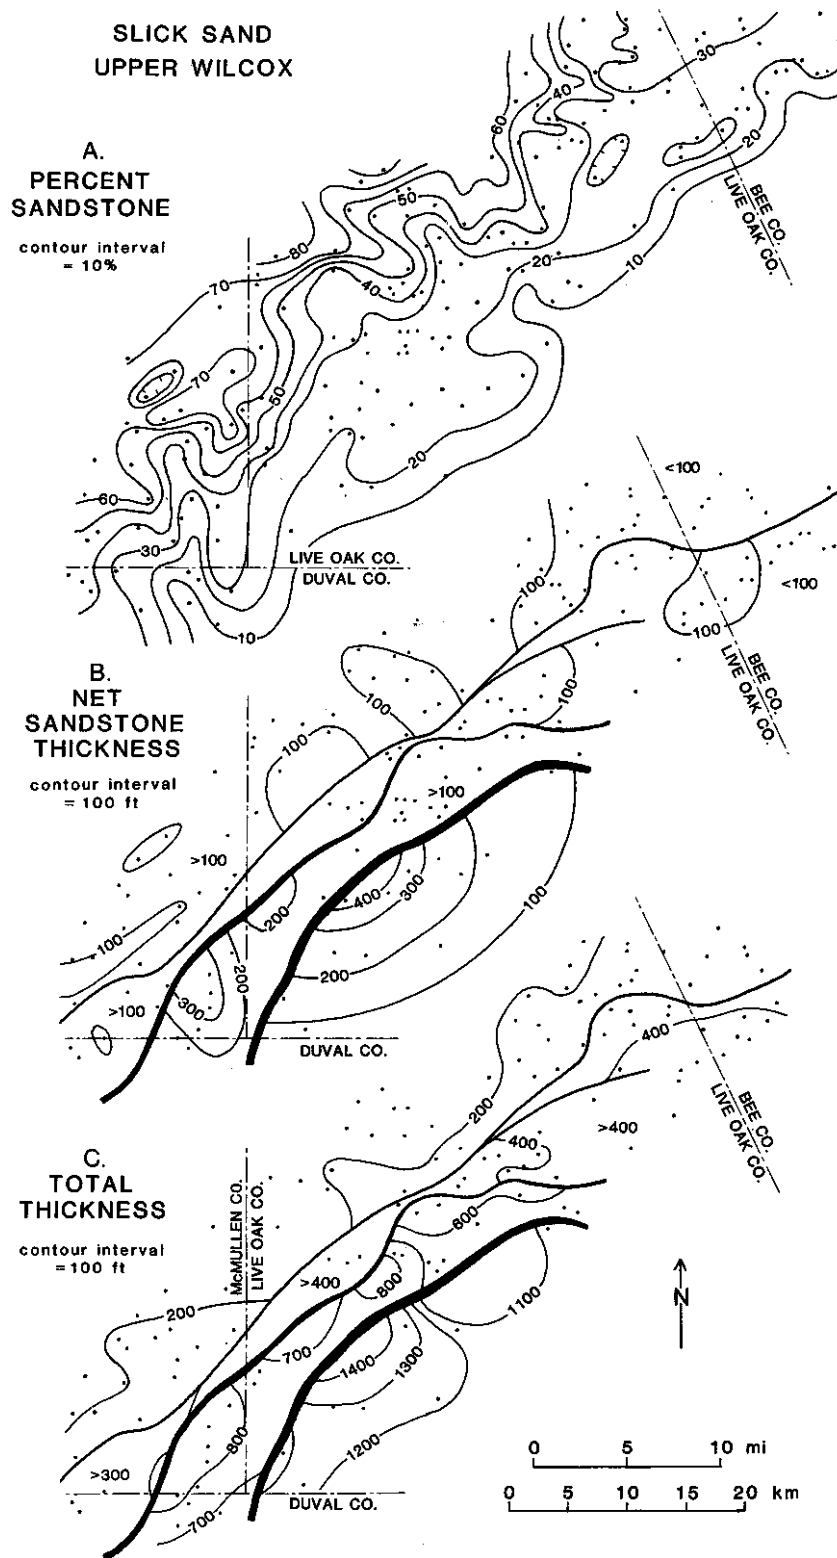 SLICK SAND
UPPER WILCOX
A.
PERCENT
SANDSTONE
contour interval
= 10%
60
40
30
20
50
80
70
40
20
10
70
50
60
20
30
10
BEE CO.
LIVE OAK CO.
LIVE OAK CO.
DUVAL CO.
B.
NET
SANDSTONE
THICKNESS
contour interval
= 100 ft
<100
<100
100
100
100
100
100
>100
>100
200
400
300
100
100
200
200
300
>100
BEE CO.
LIVE OAK CO.
DUVAL CO.
C.
TOTAL
THICKNESS
contour interval
=100 ft
McMULLEN CO.
LIVE OAK CO.
400
200
400
>400
600
>400
800
1100
200
700
1400
1300
800
1200
>300
700
BEE CO.
LIVE OAK CO.
DUVAL CO.
N
0 5 10 mi
0 5 10 15 20 km